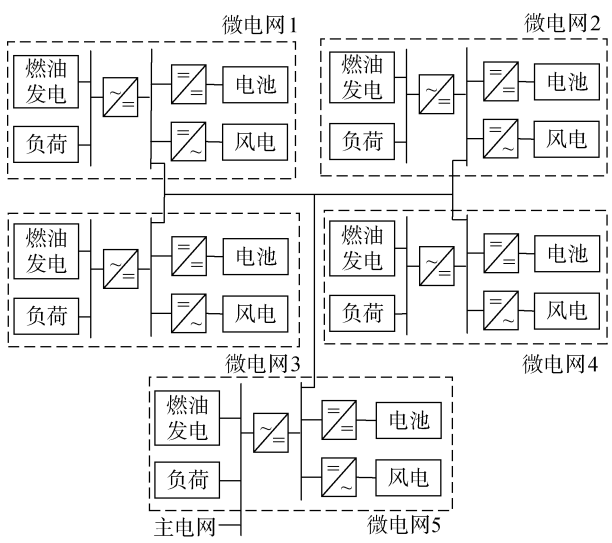 微电网1
微电网2
燃油
发电
~
=
=
=
电池
负荷
=
~
风电
燃油
发电
~
=
=
=
电池
负荷
=
~
风电
燃油
发电
~
=
=
=
电池
负荷
=
~
风电
燃油
发电
~
=
=
=
电池
负荷
=
~
风电
微电网3
微电网4
燃油
发电
~
=
=
=
电池
负荷
=
~
风电
主电网
微电网5